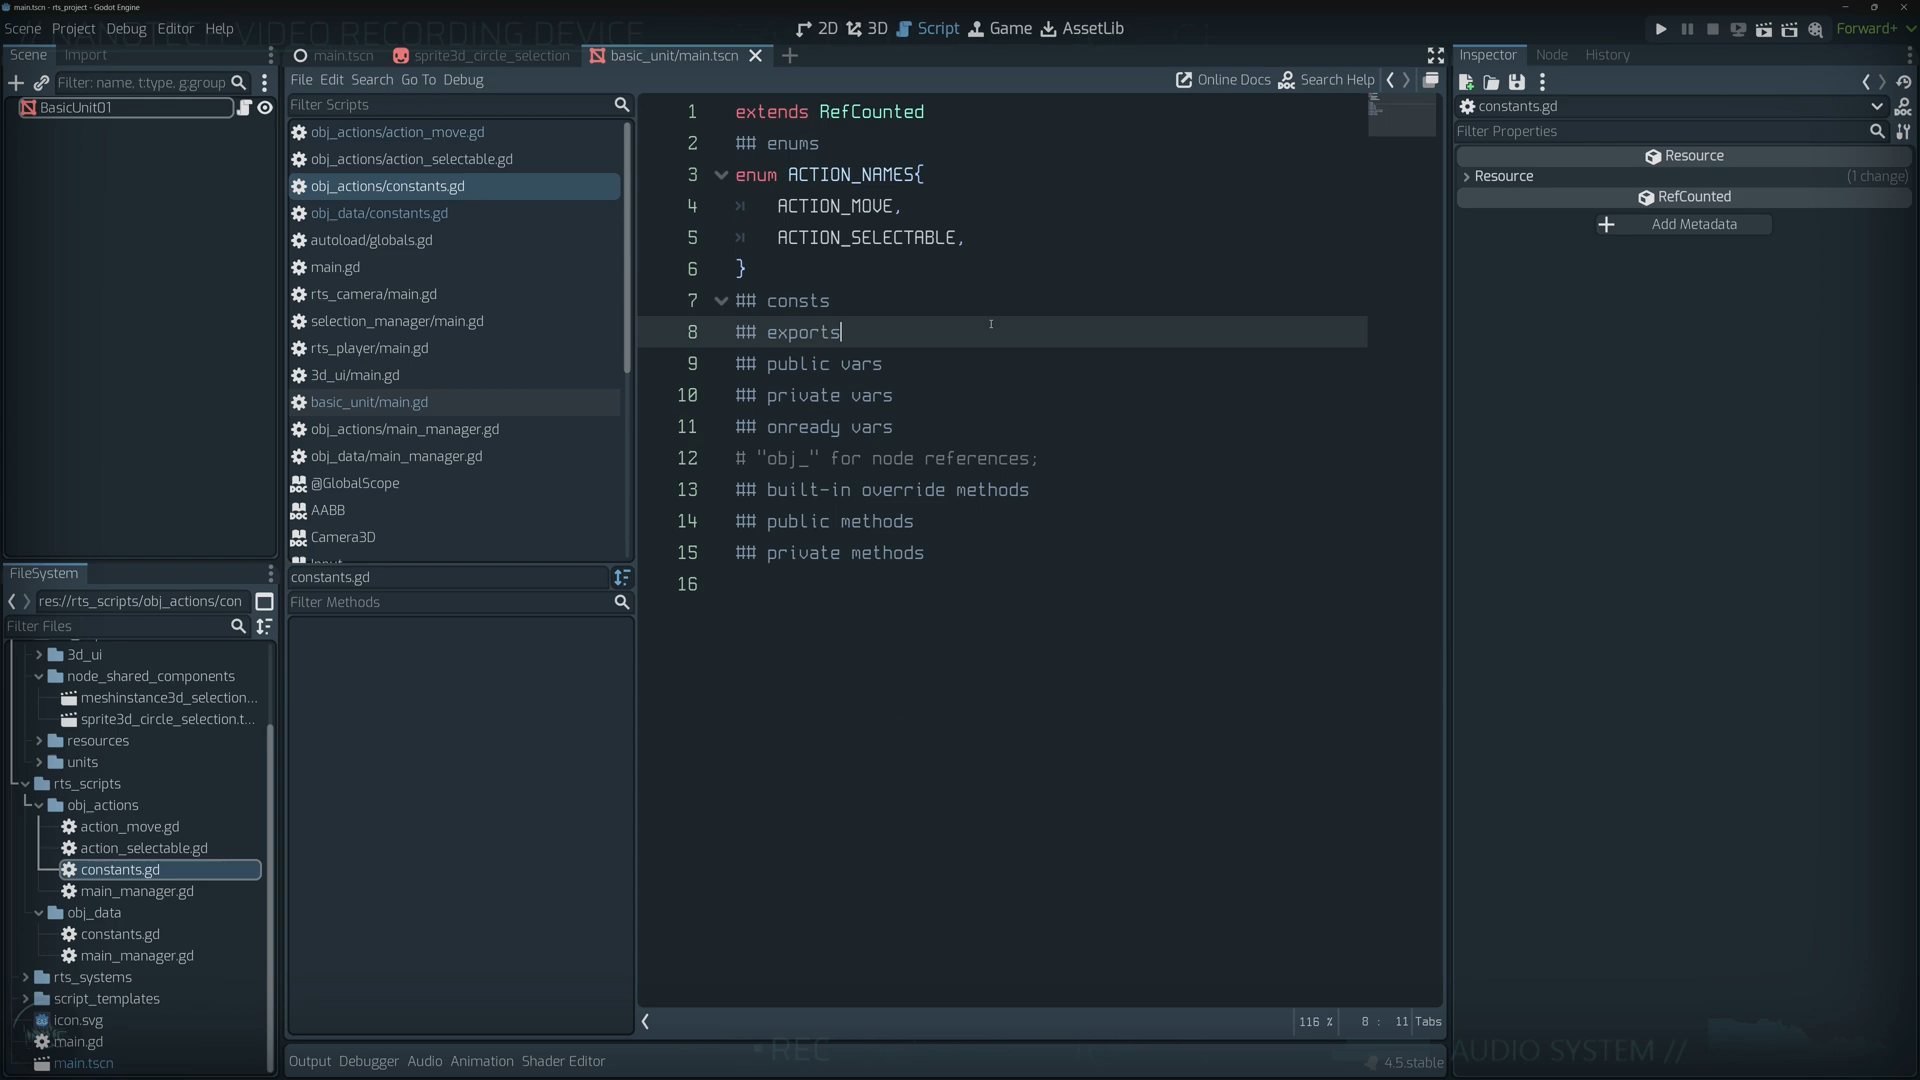 main.tscn - rts_project - Godot Engine
// NANOTECH VIDEO RECORDING DEVICE
Scene Project Debug Editor Help
2D 3D Script Game AssetLib
Forward+
Scene Import
main.tscn sprite3d_circle_selection basic_unit/main.tscn
Inspector Node History
Filter: name, t:type, g:group
File Edit Search Go To Debug
Online Docs Search Help
BasicUnit01
Filter Scripts
obj_actions/action_move.gd
obj_actions/action_selectable.gd
obj_actions/constants.gd
obj_data/constants.gd
autoload/globals.gd
main.gd
rts_camera/main.gd
selection_manager/main.gd
rts_player/main.gd
3d_ui/main.gd
basic_unit/main.gd
obj_actions/main_manager.gd
obj_data/main_manager.gd
@GlobalScope
AABB
Camera3D
constants.gd
Filter Methods
1 extends RefCounted
2 ## enums
3 enum ACTION_NAMES{
4 ACTION_MOVE,
5 ACTION_SELECTABLE,
6 }
7 ## consts
8 ## exports
9 ## public vars
10 ## private vars
11 ## onready vars
12 # "obj_" for node references;
13 ## built-in override methods
14 ## public methods
15 ## private methods
16
116 % 8 : 11 Tabs
constants.gd
Filter Properties
Resource
Resource (1 change)
RefCounted
Add Metadata
FileSystem
res://rts_scripts/obj_actions/con
Filter Files
3d_ui
node_shared_components
meshinstance3d_selection...
sprite3d_circle_selection.t...
resources
units
rts_scripts
obj_actions
action_move.gd
action_selectable.gd
constants.gd
main_manager.gd
obj_data
constants.gd
main_manager.gd
rts_systems
script_templates
icon.svg
main.gd
main.tscn
Output Debugger Audio Animation Shader Editor
• REC
4.5.stable
AUDIO SYSTEM //